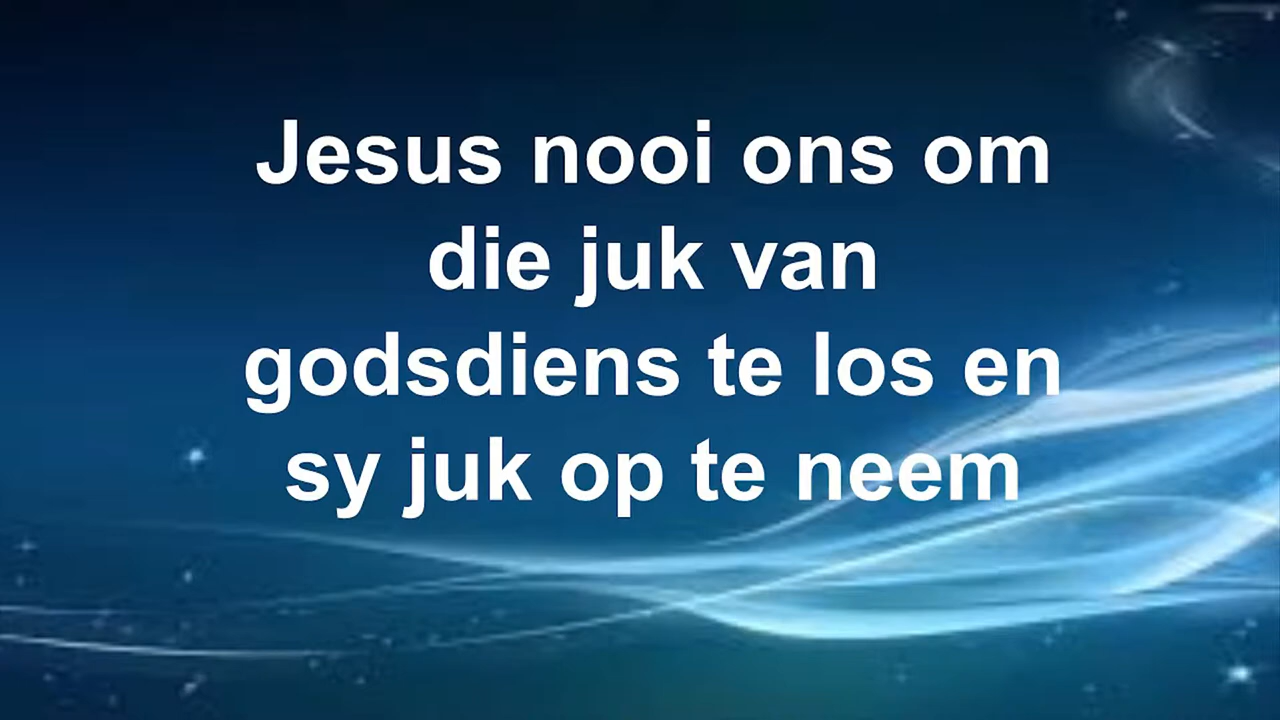 Jesus nooi ons om
die juk van
godsdiens te los en
sy juk op te neem